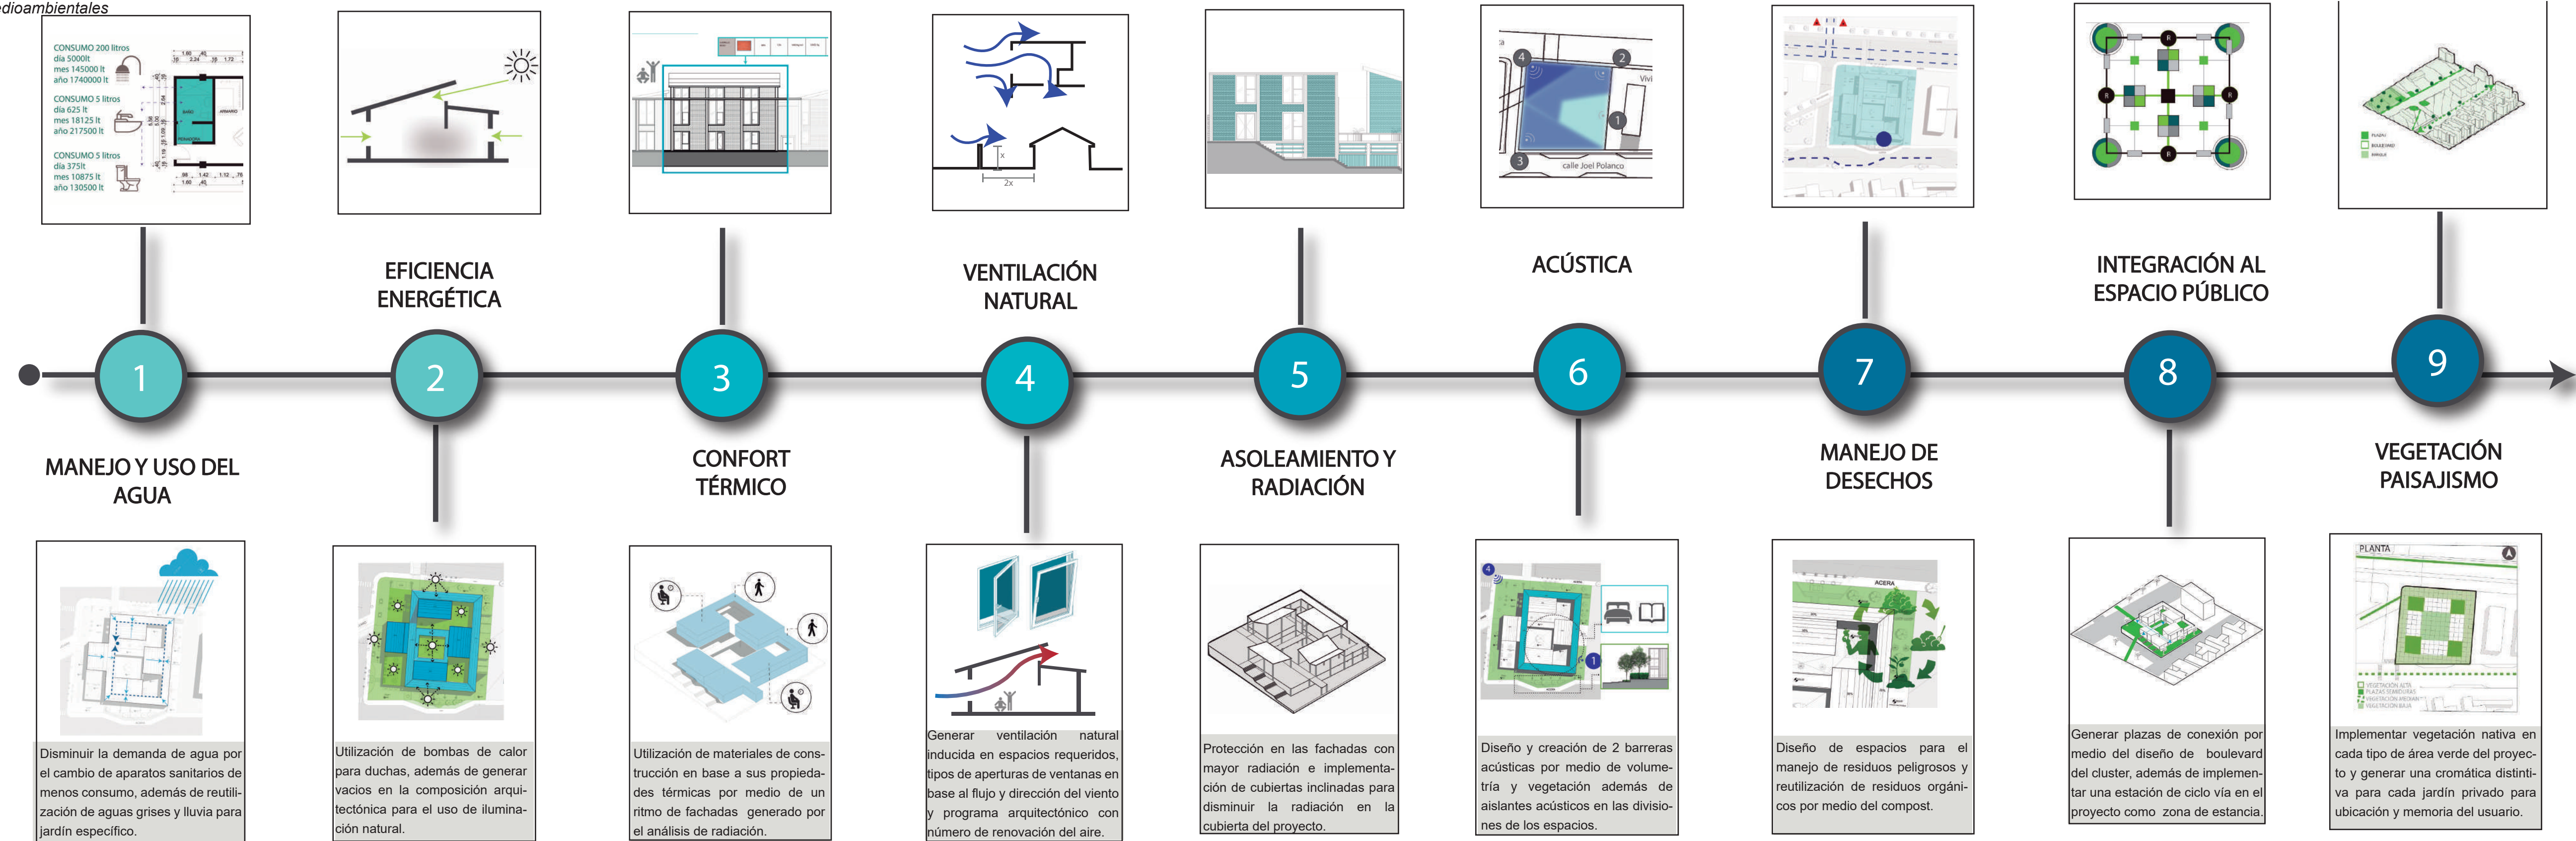 edioambientales
CONSUMO 200 litros
día 5000lt
mes 145000 lt
año 1740000 lt
CONSUMO 5 litros
día 625 lt
mes 18125 lt
año 217500 lt
CONSUMO 5 litros
día 375lt
mes 10875 lt
año 130500 lt
x
2x
4
2
Vivi
1
3
calle Joel Polanco
R
R
R
R
EFICIENCIA
ENERGÉTICA
VENTILACIÓN
NATURAL
ACÚSTICA
INTEGRACIÓN AL
ESPACIO PÚBLICO
1
2
3
4
5
6
7
8
9
MANEJO Y USO DEL
AGUA
CONFORT
TÉRMICO
ASOLEAMIENTO Y
RADIACIÓN
MANEJO DE
DESECHOS
VEGETACIÓN
PAISAJISMO
4
ACERA
1
ACERA
PLANTA
VEGETACIÓN ALTA
VEGETACIÓN BAJA
Disminuir la demanda de agua por
el cambio de aparatos sanitarios de
menos consumo, además de reutili-
zación de aguas grises y lluvia para
jardín específico.
Utilización de bombas de calor
para duchas, además de generar
vacios en la composición arqui-
tectónica para el uso de ilumina-
ción natural.
Utilización de materiales de cons-
trucción en base a sus propieda-
des térmicas por medio de un
ritmo de fachadas generado por
el análisis de radiación.
Generar ventilación natural
inducida en espacios requeridos,
tipos de aperturas de ventanas en
base al flujo y dirección del viento
y programa arquitectónico con
número de renovación del aire.
Protección en las fachadas con
mayor radiación e implementa-
ción de cubiertas inclinadas para
disminuir la radiación en la
cubierta del proyecto.
Diseño y creación de 2 barreras
acústicas por medio de volume-
tría y vegetación además de
aislantes acústicos en las divisio-
nes de los espacios.
Diseño de espacios para el
manejo de residuos peligrosos y
reutilización de residuos orgáni-
cos por medio del compost.
Generar plazas de conexión por
medio del diseño de boulevard
del cluster, además de implemen-
tar una estación de ciclo vía en el
proyecto como zona de estancia.
Implementar vegetación nativa en
cada tipo de área verde del proyec-
to y generar una cromática distinti-
va para cada jardín privado para
ubicación y memoria del usuario.